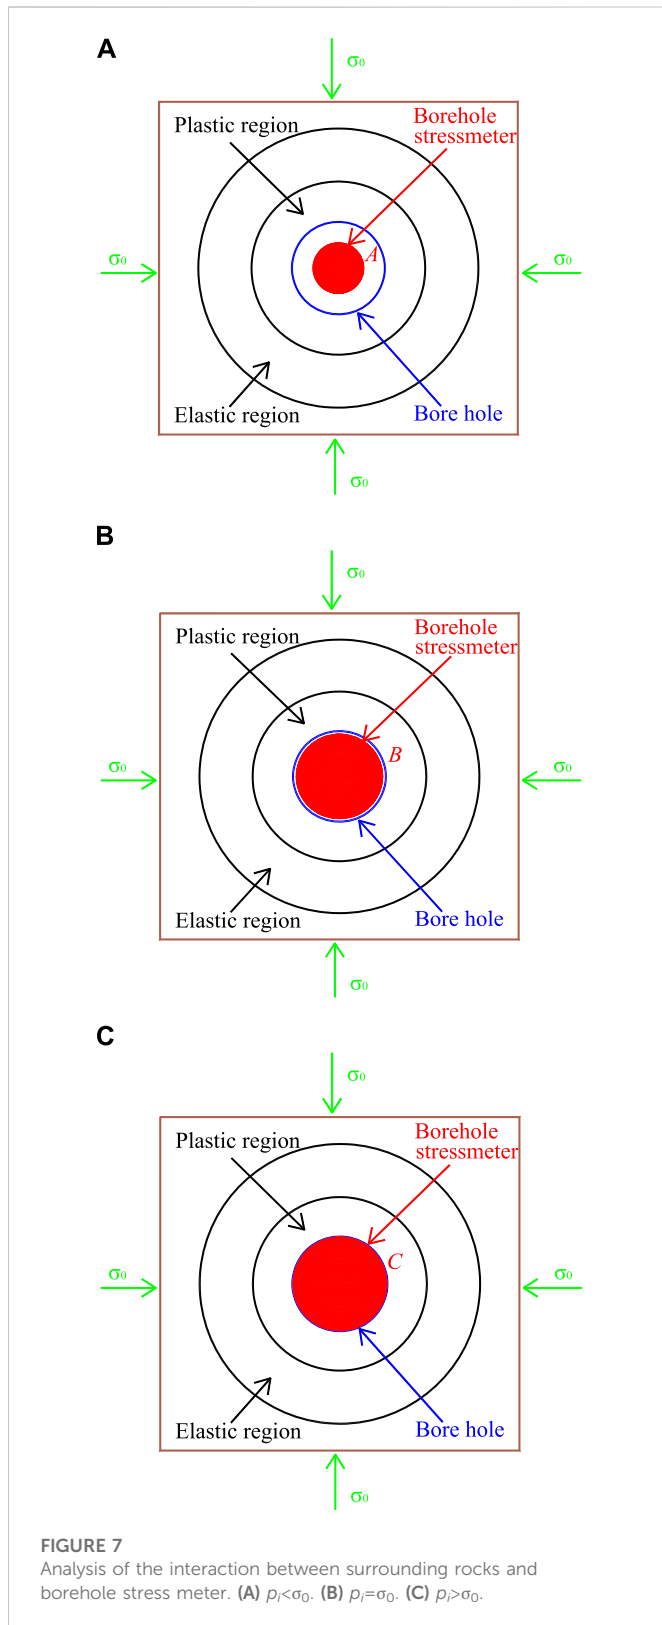 A
σ₀
Borehole
stressmeter
Plastic region
A
σ₀
σ₀
Elastic region
Bore hole
σ₀
B
σ₀
Borehole
stressmeter
Plastic region
B
σ₀
σ₀
Elastic region
Bore hole
σ₀
C
σ₀
Borehole
stressmeter
Plastic region
C
σ₀
σ₀
Elastic region
Bore hole
σ₀
FIGURE 7
Analysis of the interaction between surrounding rocks and
borehole stress meter. (A) pᵢ<σ₀. (B) pᵢ=σ₀. (C) pᵢ>σ₀.